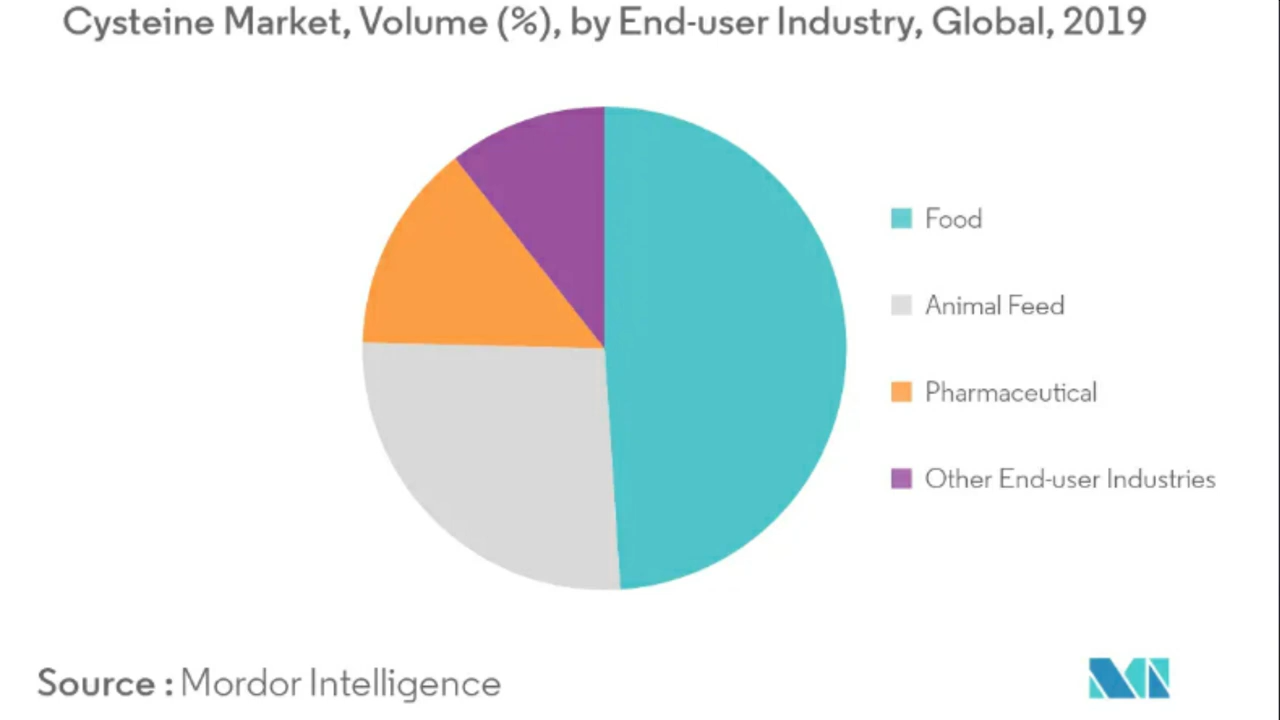 Cysteine Market, Volume (%), by End-user Industry, Global, 2019
Food
Animal Feed
Pharmaceutical
Other End-user Industries
Source : Mordor Intelligence